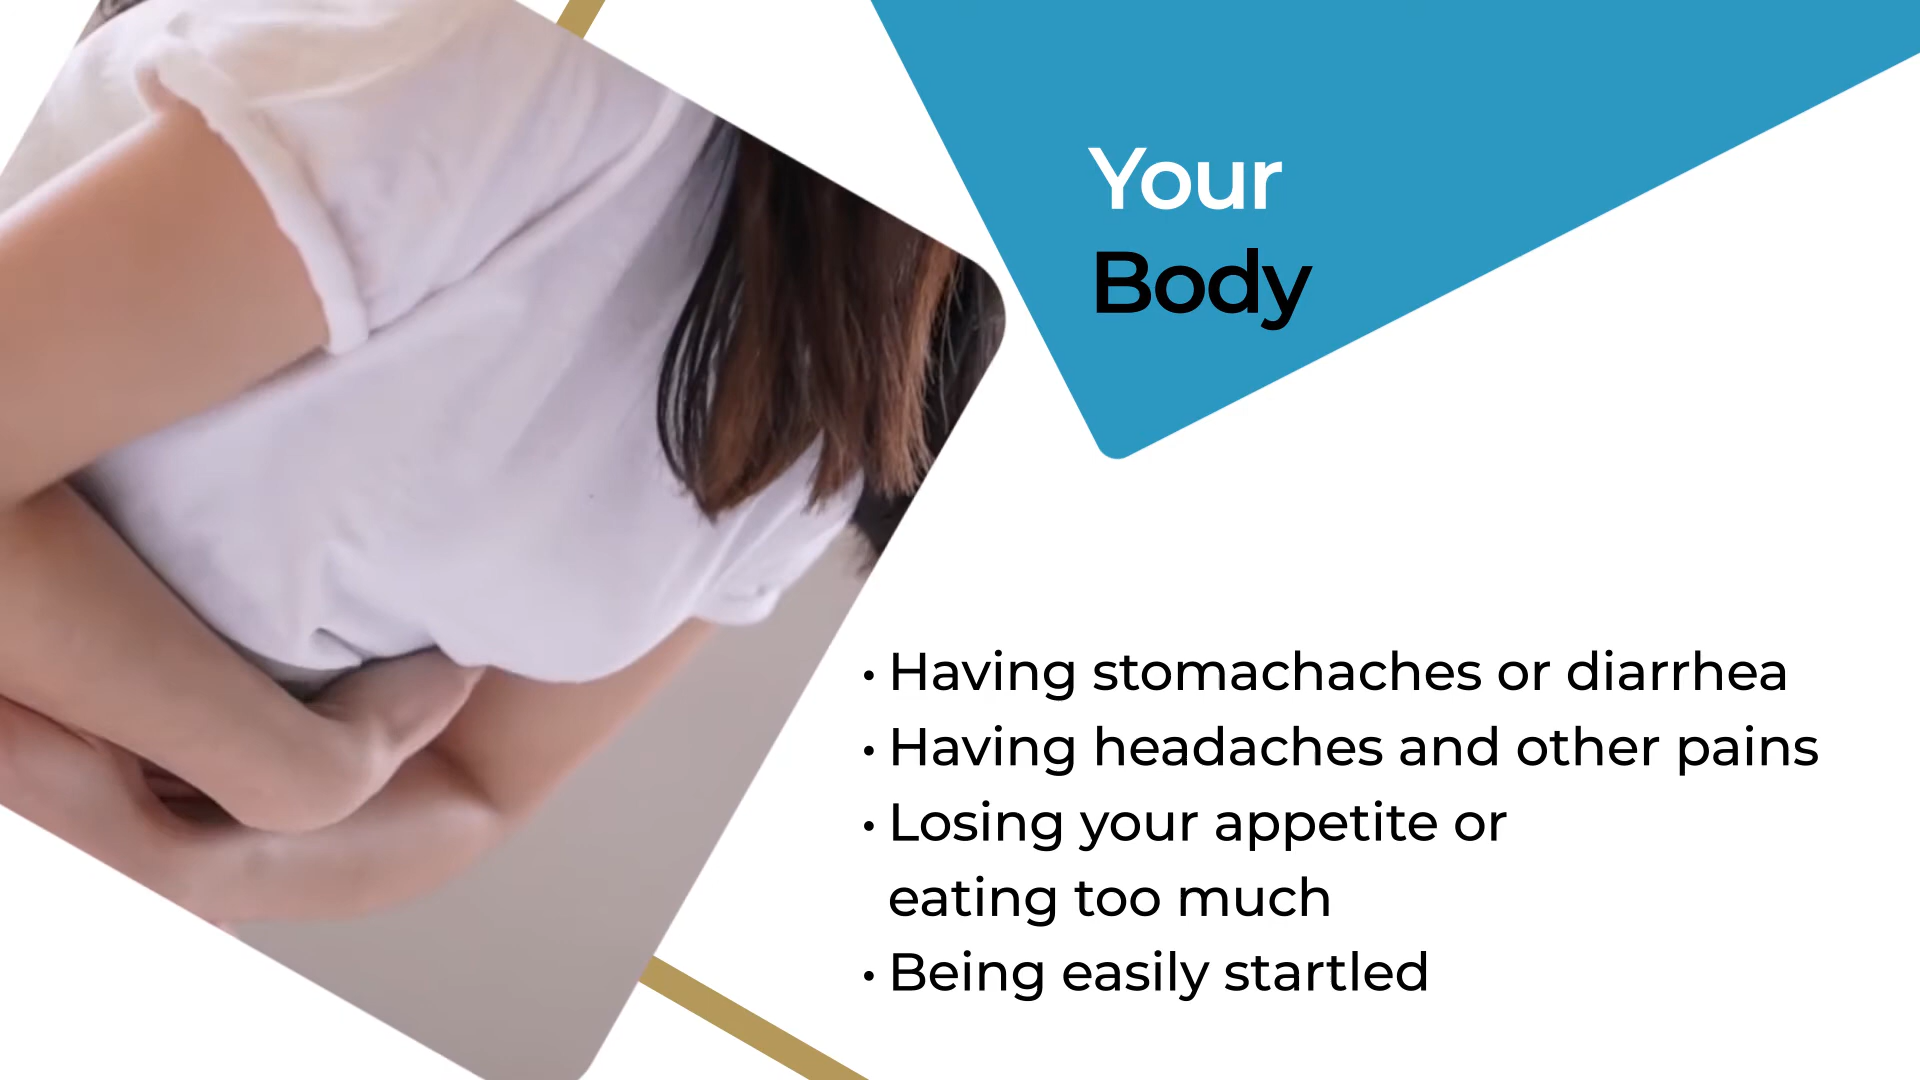 Your
Body
• Having stomachaches or diarrhea
• Having headaches and other pains
• Losing your appetite or
eating too much
• Being easily startled